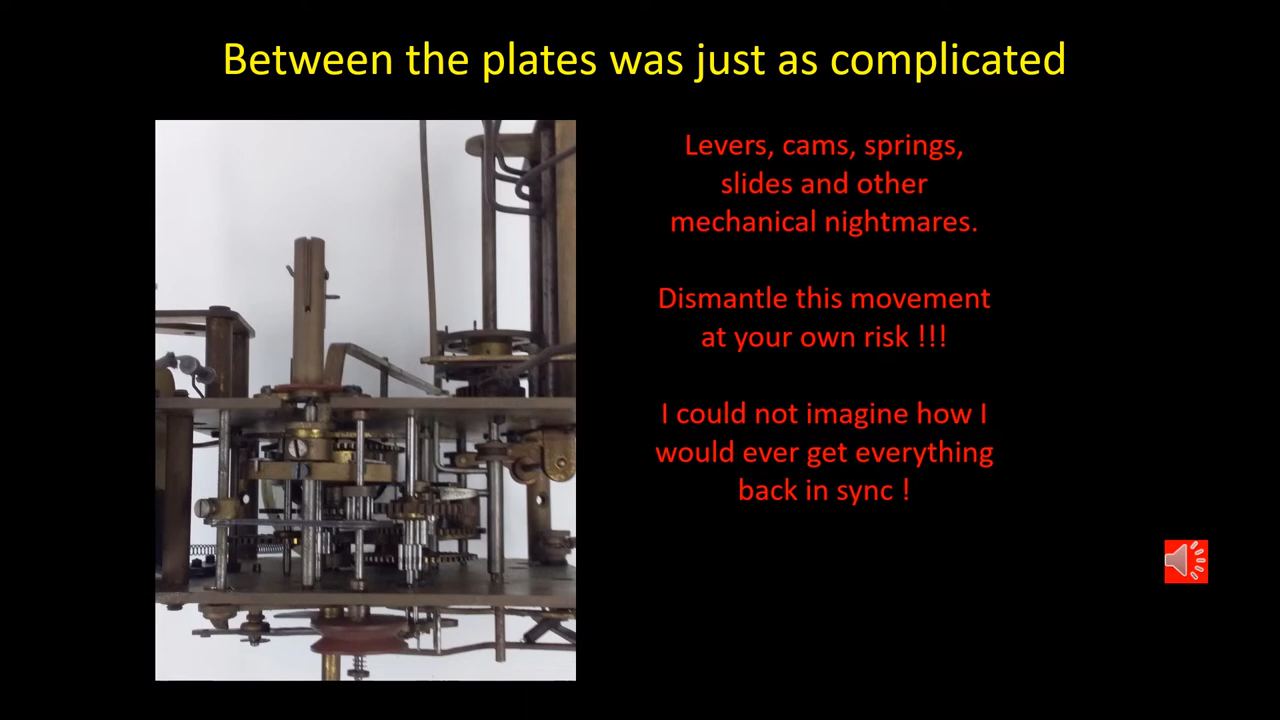 Between the plates was just as complicated
Levers, cams, springs,
slides and other
mechanical nightmares.
Dismantle this movement
at your own risk !!!
I could not imagine how I
would ever get everything
back in sync !